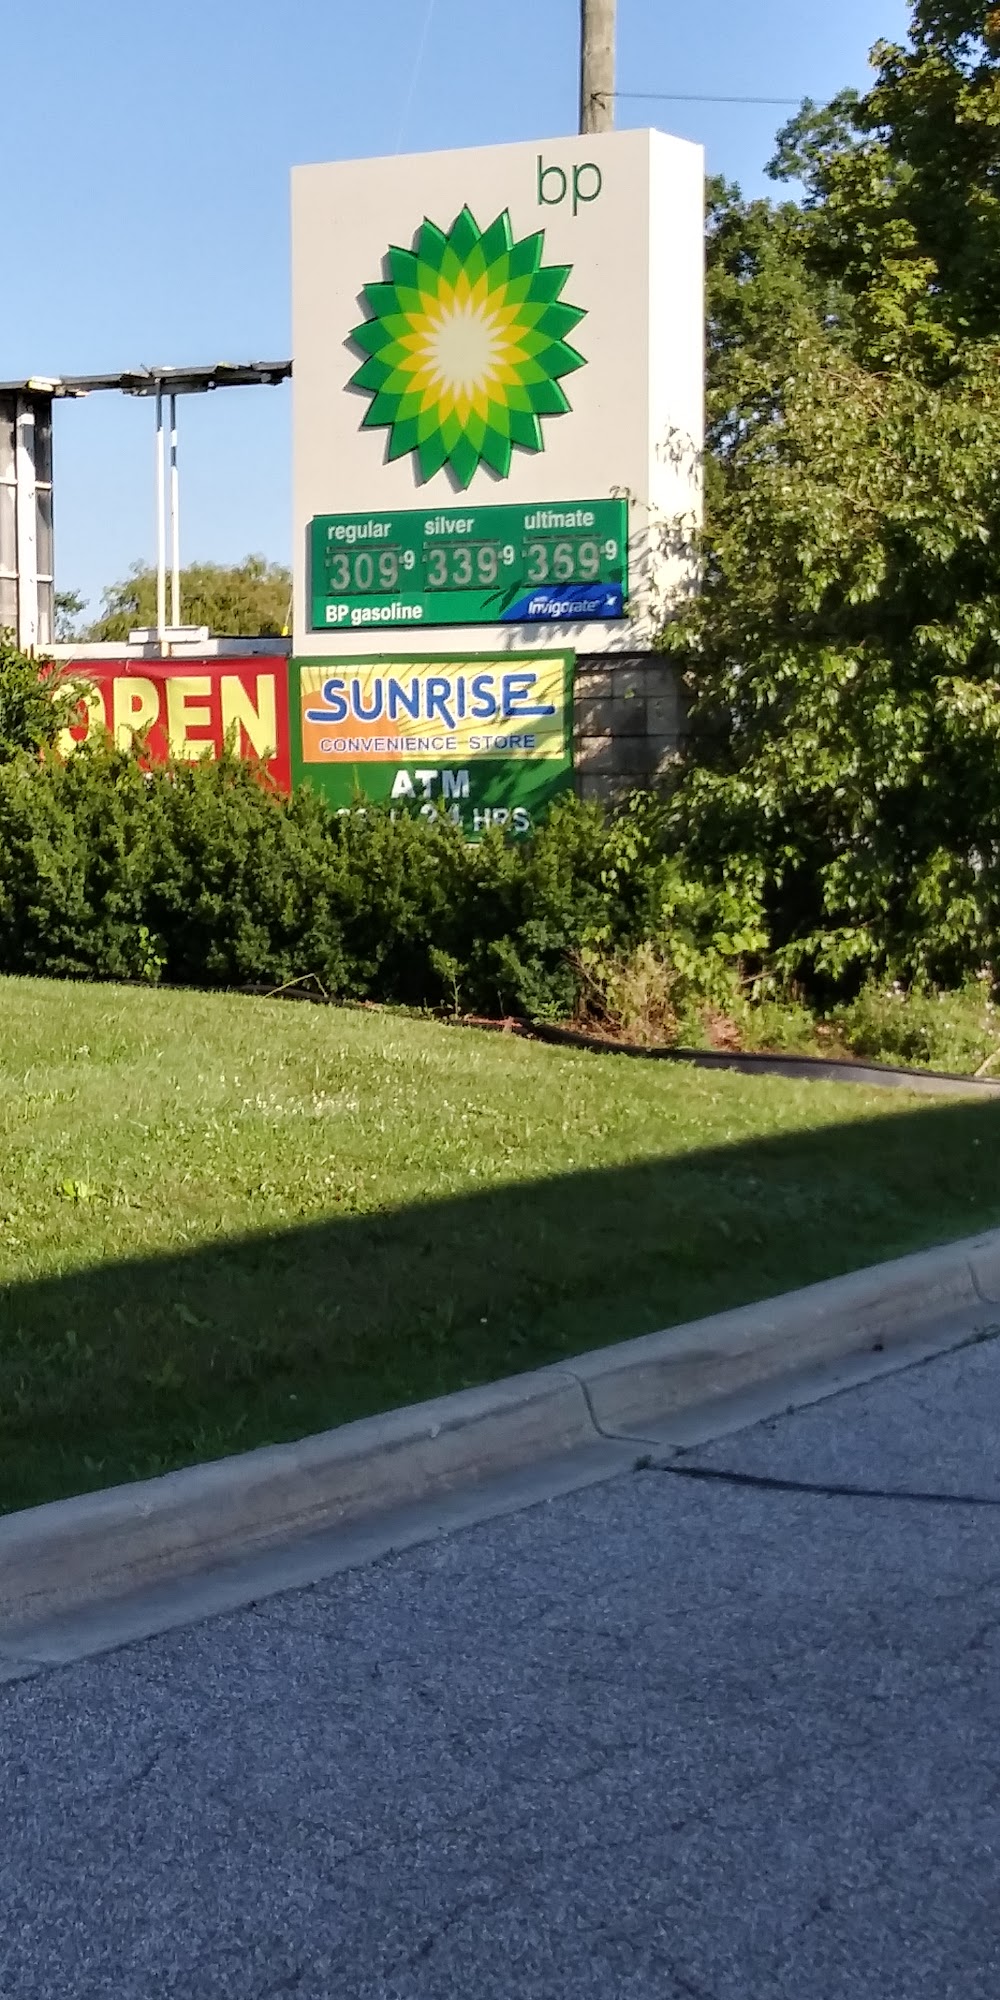 bp
regular silver ultimate
309.9 339.9 369.9
BP gasoline Invigorate
OPEN
SUNRISE
CONVENIENCE STORE
ATM
24 HRS